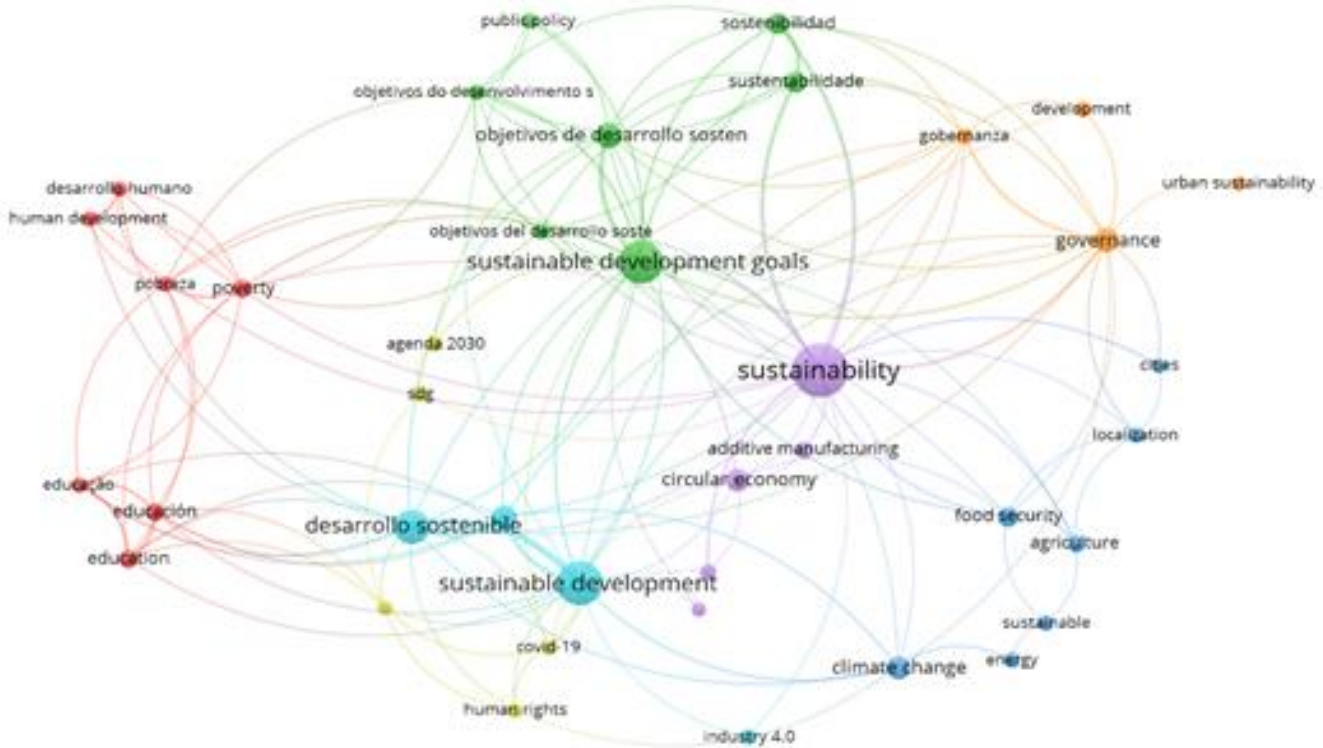 public policy
sostenibilidad
sustentabilidade
objetivos do desenvolvimento s
development
objetivos de desarrollo sosten
gobernanza
urban sustainability
desarrollo humano
human development
objetivos del desarrollo soste
governance
sustainable development goals
pobreza
poverty
agenda 2030
sustainability
cities
sdg
localization
additive manufacturing
circular economy
educação
educación
food security
desarrollo sostenible
agriculture
education
sustainable development
sustainable
covid-19
climate change
energy
human rights
industry 4.0